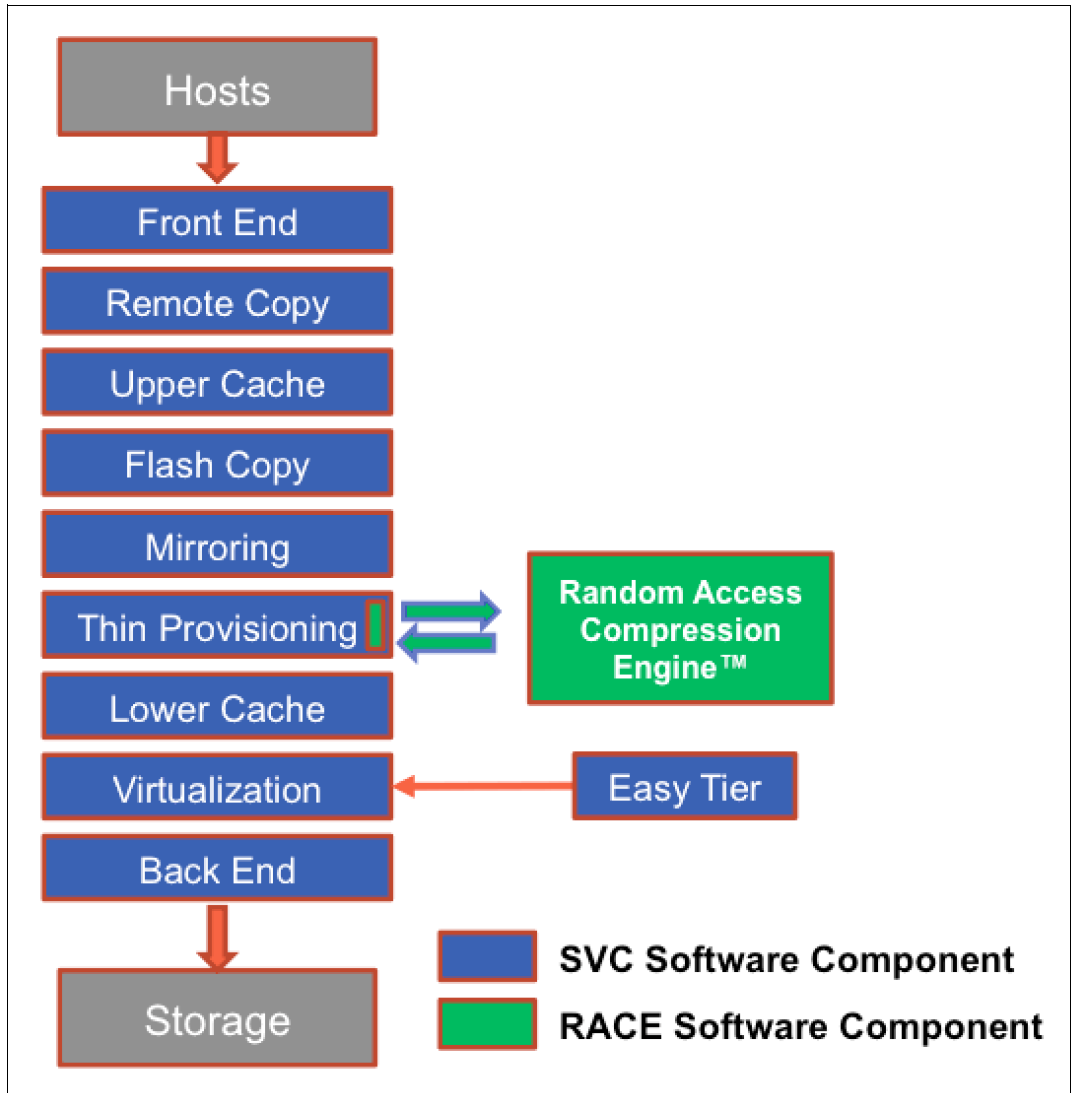 Hosts
Front End
Remote Copy
Upper Cache
Flash Copy
Mirroring
Thin Provisioning
Random Access
Compression
Engine™
Lower Cache
Virtualization
Easy Tier
Back End
SVC Software Component
Storage
RACE Software Component